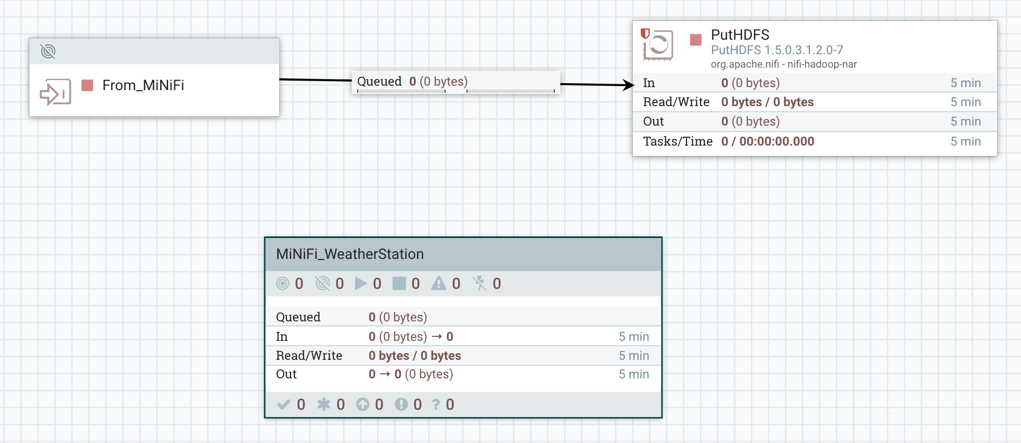 From_MiNiFi
Queued 0 (0 bytes)
PutHDFS
PutHDFS 1.5.0.3.1.2.0-7
org.apache.nifi - nifi-hadoop-nar
In 0 (0 bytes) 5 min
Read/Write 0 bytes / 0 bytes 5 min
Out 0 (0 bytes) 5 min
Tasks/Time 0 / 00:00:00.000 5 min
MiNiFi_WeatherStation
0 0 0 0 0 0
Queued 0 (0 bytes)
In 0 (0 bytes) → 0 5 min
Read/Write 0 bytes / 0 bytes 5 min
Out 0 → 0 (0 bytes) 5 min
0 0 0 0 ? 0